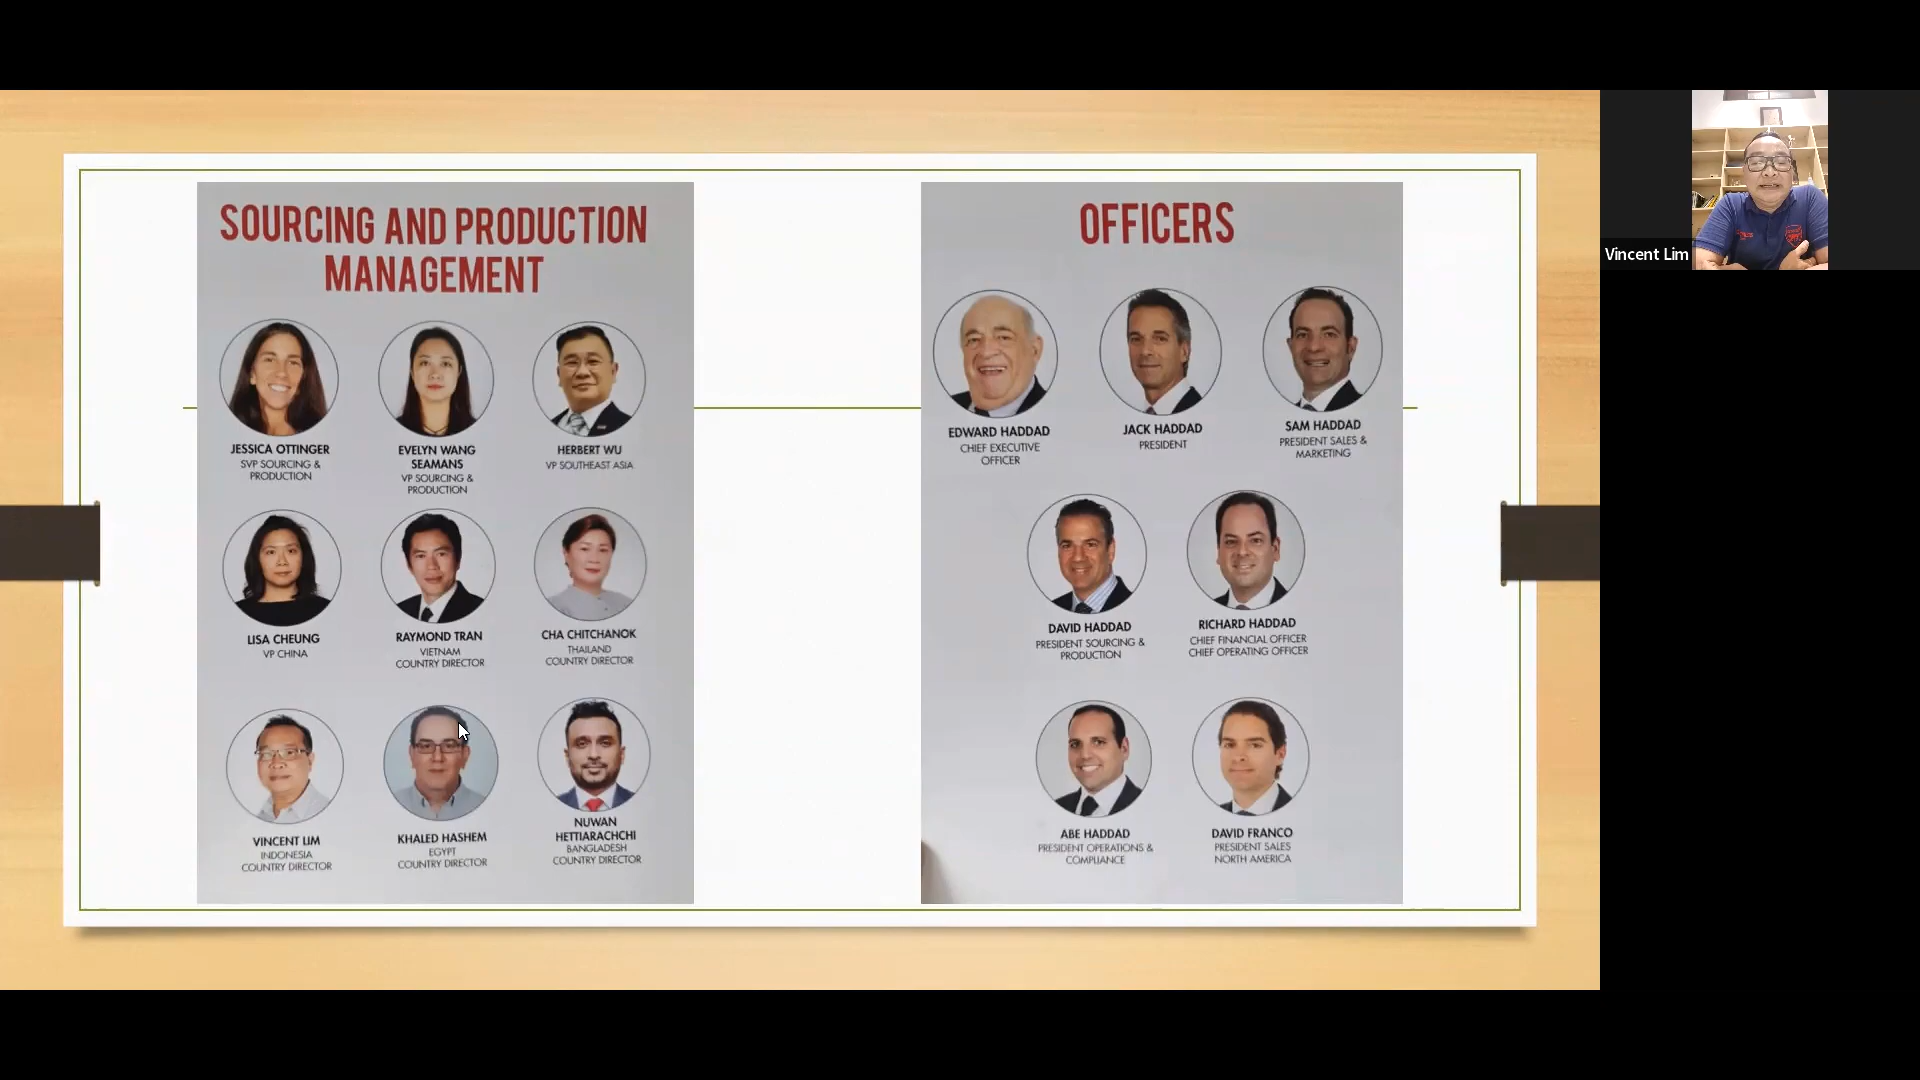 SOURCING AND PRODUCTION
MANAGEMENT
JESSICA OTTINGER
SVP SOURCING &
PRODUCTION
EVELYN WANG
SEAMANS
VP SOURCING &
PRODUCTION
HERBERT WU
VP SOUTHEAST ASIA
LISA CHEUNG
VP CHINA
RAYMOND TRAN
VIETNAM
COUNTRY DIRECTOR
CHA CHITCHANOK
THAILAND
COUNTRY DIRECTOR
VINCENT LIM
INDONESIA
COUNTRY DIRECTOR
KHALED HASHEM
EGYPT
COUNTRY DIRECTOR
NUWAN
HETTIARACHCHI
BANGLADESH
COUNTRY DIRECTOR
OFFICERS
EDWARD HADDAD
CHIEF EXECUTIVE
OFFICER
JACK HADDAD
PRESIDENT
SAM HADDAD
PRESIDENT SALES &
MARKETING
DAVID HADDAD
PRESIDENT SOURCING &
PRODUCTION
RICHARD HADDAD
CHIEF FINANCIAL OFFICER
CHIEF OPERATING OFFICER
ABE HADDAD
PRESIDENT OPERATIONS &
COMPLIANCE
DAVID FRANCO
PRESIDENT SALES
NORTH AMERICA
Vincent Lim